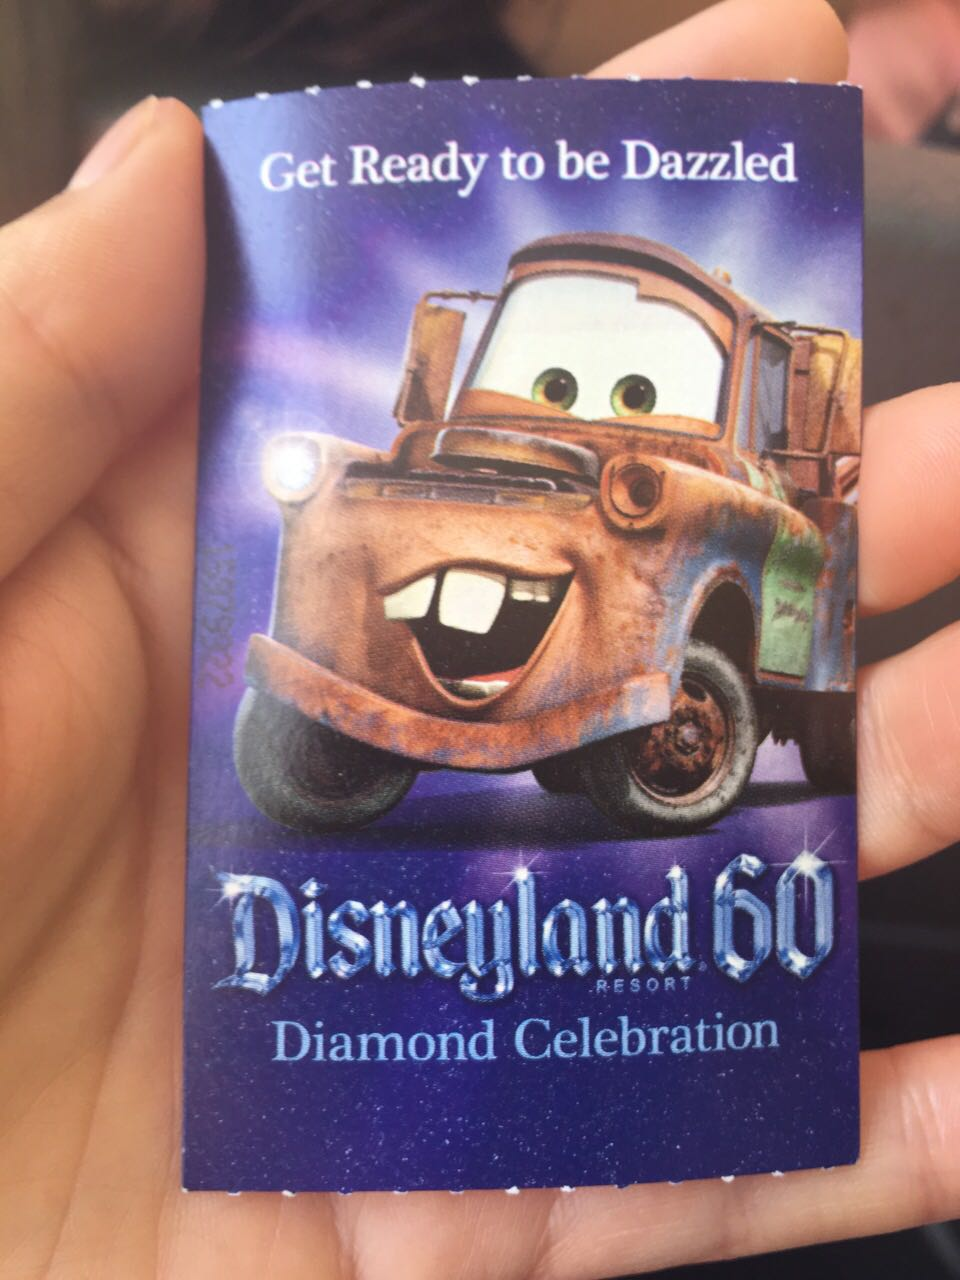 Get Ready to be Dazzled
Disneyland 60
RESORT
Diamond Celebration